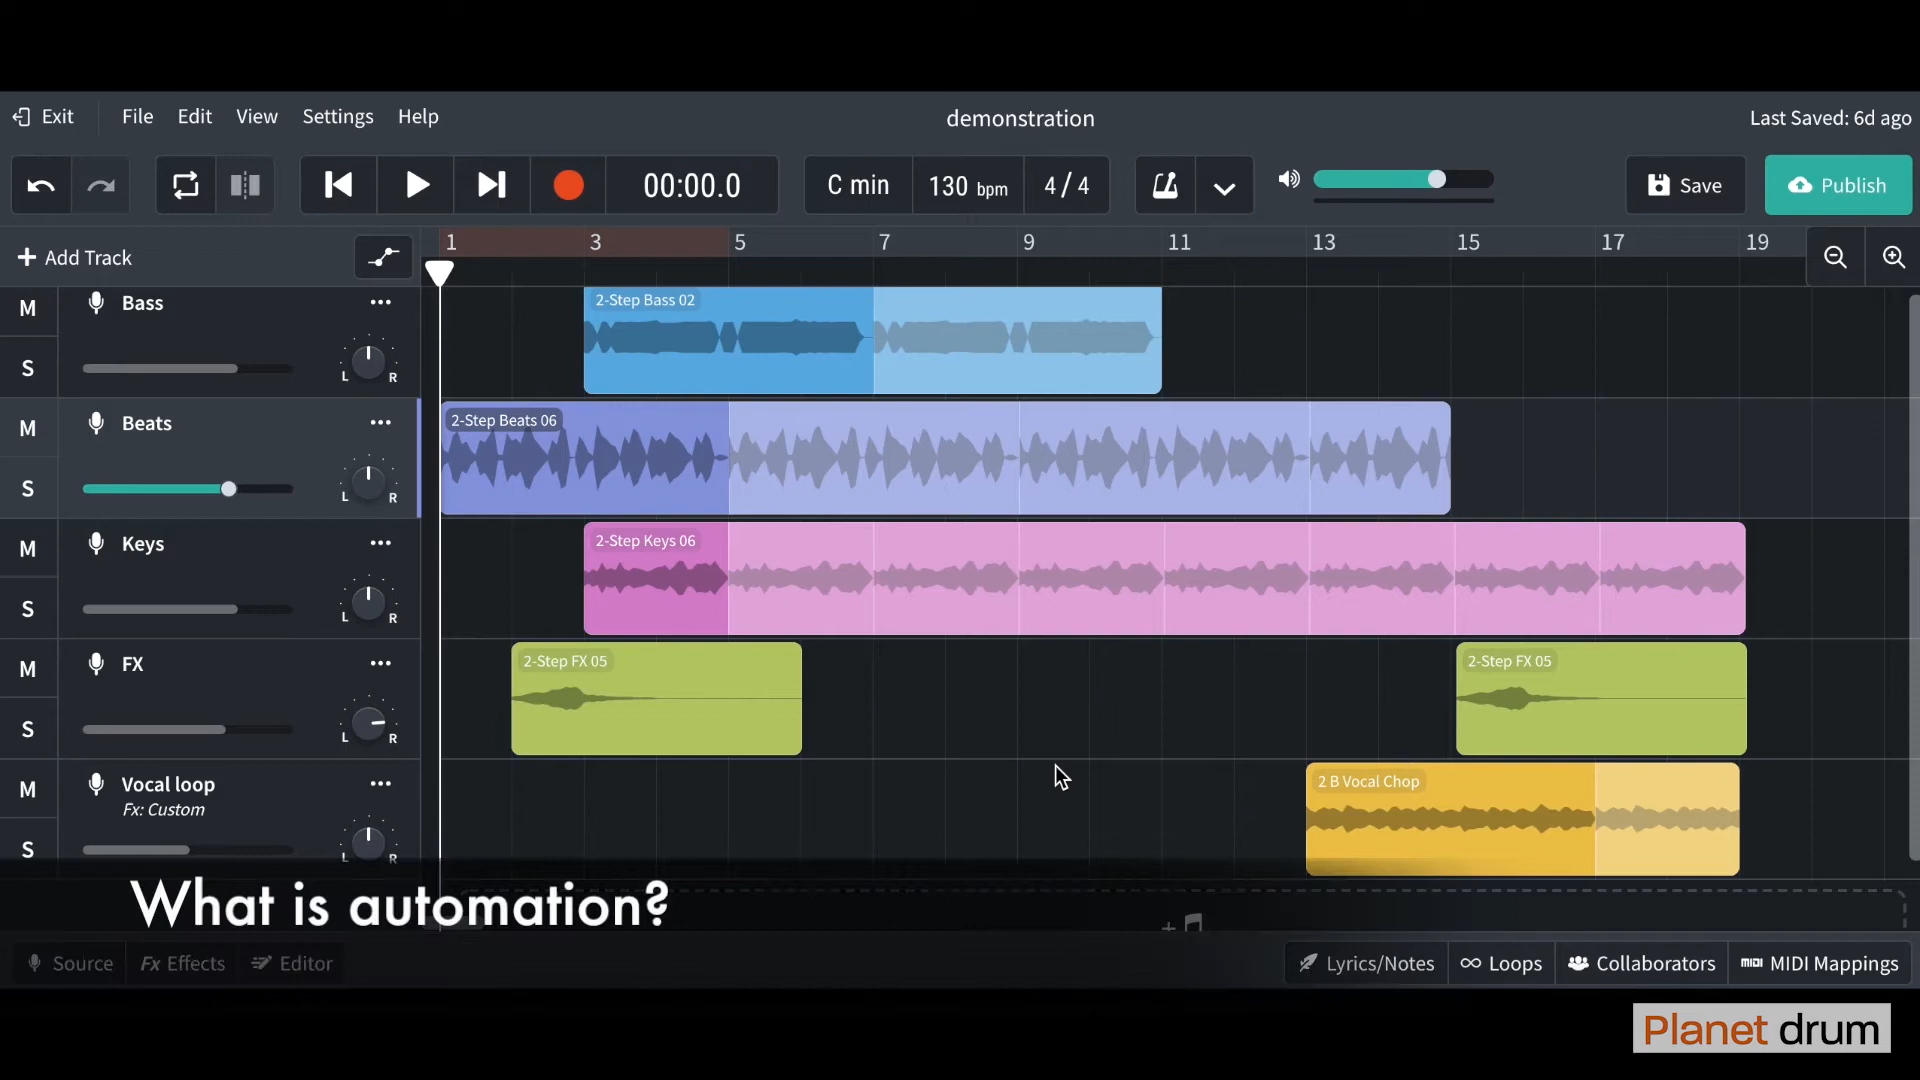 Exit File Edit View Settings Help demonstration Last Saved: 6d ago
00:00.0 C min 130 bpm 4/4 Save Publish
+ Add Track 1 3 5 7 9 11 13 15 17 19
M Bass 2-Step Bass 02
S L R
M Beats 2-Step Beats 06
S L R
M Keys 2-Step Keys 06
S L R
M FX 2-Step FX 05 2-Step FX 05
S L R
M Vocal loop 2 B Vocal Chop
Fx: Custom
S L R
What is automation?
Source Fx Effects Editor Lyrics/Notes Loops Collaborators MIDI MIDI Mappings
Planet drum